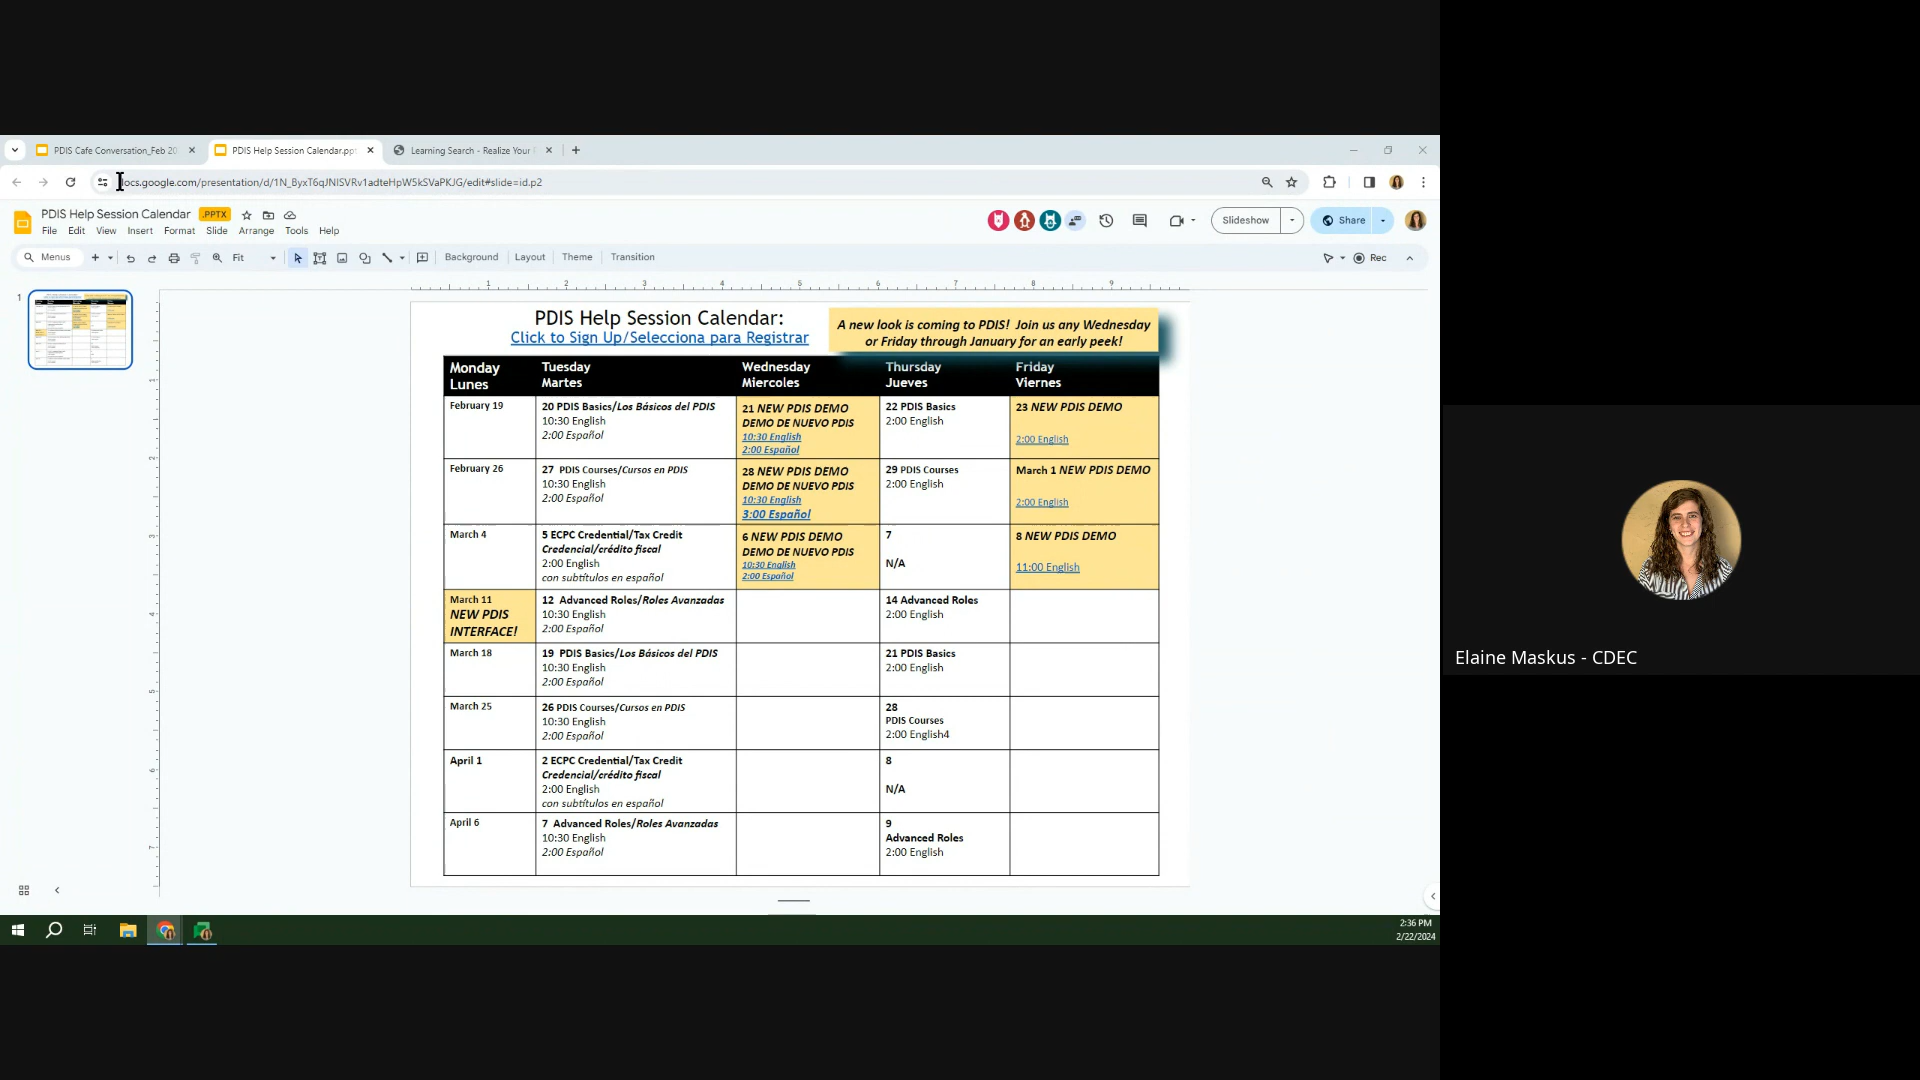 PDIS Cafe Conversation_Feb 20
PDIS Help Session Calendar.ppt
Learning Search - Realize Your
docs.google.com/presentation/d/1N_ByxT6qJNlSVRv1adteHpW5kSVaPKJG/edit#slide=id.p2
PDIS Help Session Calendar
.PPTX
File Edit View Insert Format Slide Arrange Tools Help
Slideshow
Share
Menus
Fit
Background Layout Theme Transition
Rec
1
1 2 3 4 5 6 7 8 9
PDIS Help Session Calendar:
Click to Sign Up/Selecciona para Registrar
A new look is coming to PDIS! Join us any Wednesday
or Friday through January for an early peek!
Monday
Lunes
Tuesday
Martes
Wednesday
Miercoles
Thursday
Jueves
Friday
Viernes
February 19
20 PDIS Basics/Los Básicos del PDIS
10:30 English
2:00 Español
21 NEW PDIS DEMO
DEMO DE NUEVO PDIS
10:30 English
2:00 Español
22 PDIS Basics
2:00 English
23 NEW PDIS DEMO
2:00 English
February 26
27 PDIS Courses/Cursos en PDIS
10:30 English
2:00 Español
28 NEW PDIS DEMO
DEMO DE NUEVO PDIS
10:30 English
3:00 Español
29 PDIS Courses
2:00 English
March 1 NEW PDIS DEMO
2:00 English
March 4
5 ECPC Credential/Tax Credit
Credencial/crédito fiscal
2:00 English
con subtítulos en español
6 NEW PDIS DEMO
DEMO DE NUEVO PDIS
10:30 English
2:00 Español
7
N/A
8 NEW PDIS DEMO
11:00 English
March 11
NEW PDIS
INTERFACE!
12 Advanced Roles/Roles Avanzadas
10:30 English
2:00 Español
14 Advanced Roles
2:00 English
March 18
19 PDIS Basics/Los Básicos del PDIS
10:30 English
2:00 Español
21 PDIS Basics
2:00 English
March 25
26 PDIS Courses/Cursos en PDIS
10:30 English
2:00 Español
28
PDIS Courses
2:00 English4
April 1
2 ECPC Credential/Tax Credit
Credencial/crédito fiscal
2:00 English
con subtítulos en español
8
N/A
April 6
7 Advanced Roles/Roles Avanzadas
10:30 English
2:00 Español
9
Advanced Roles
2:00 English
Elaine Maskus - CDEC
2:36 PM
2/22/2024